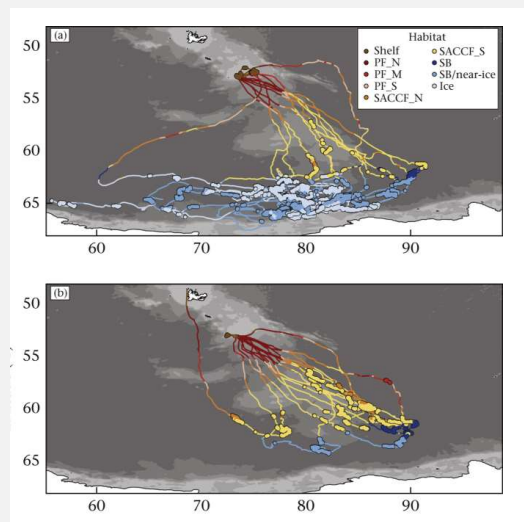 (a)
50
55
60
65
Habitat
Shelf
PF_N
PF_M
PF_S
SACCF_N
SACCF_S
SB
SB/near-ice
Ice
60 70 80 90
(b)
50
55
60
65
60 70 80 90